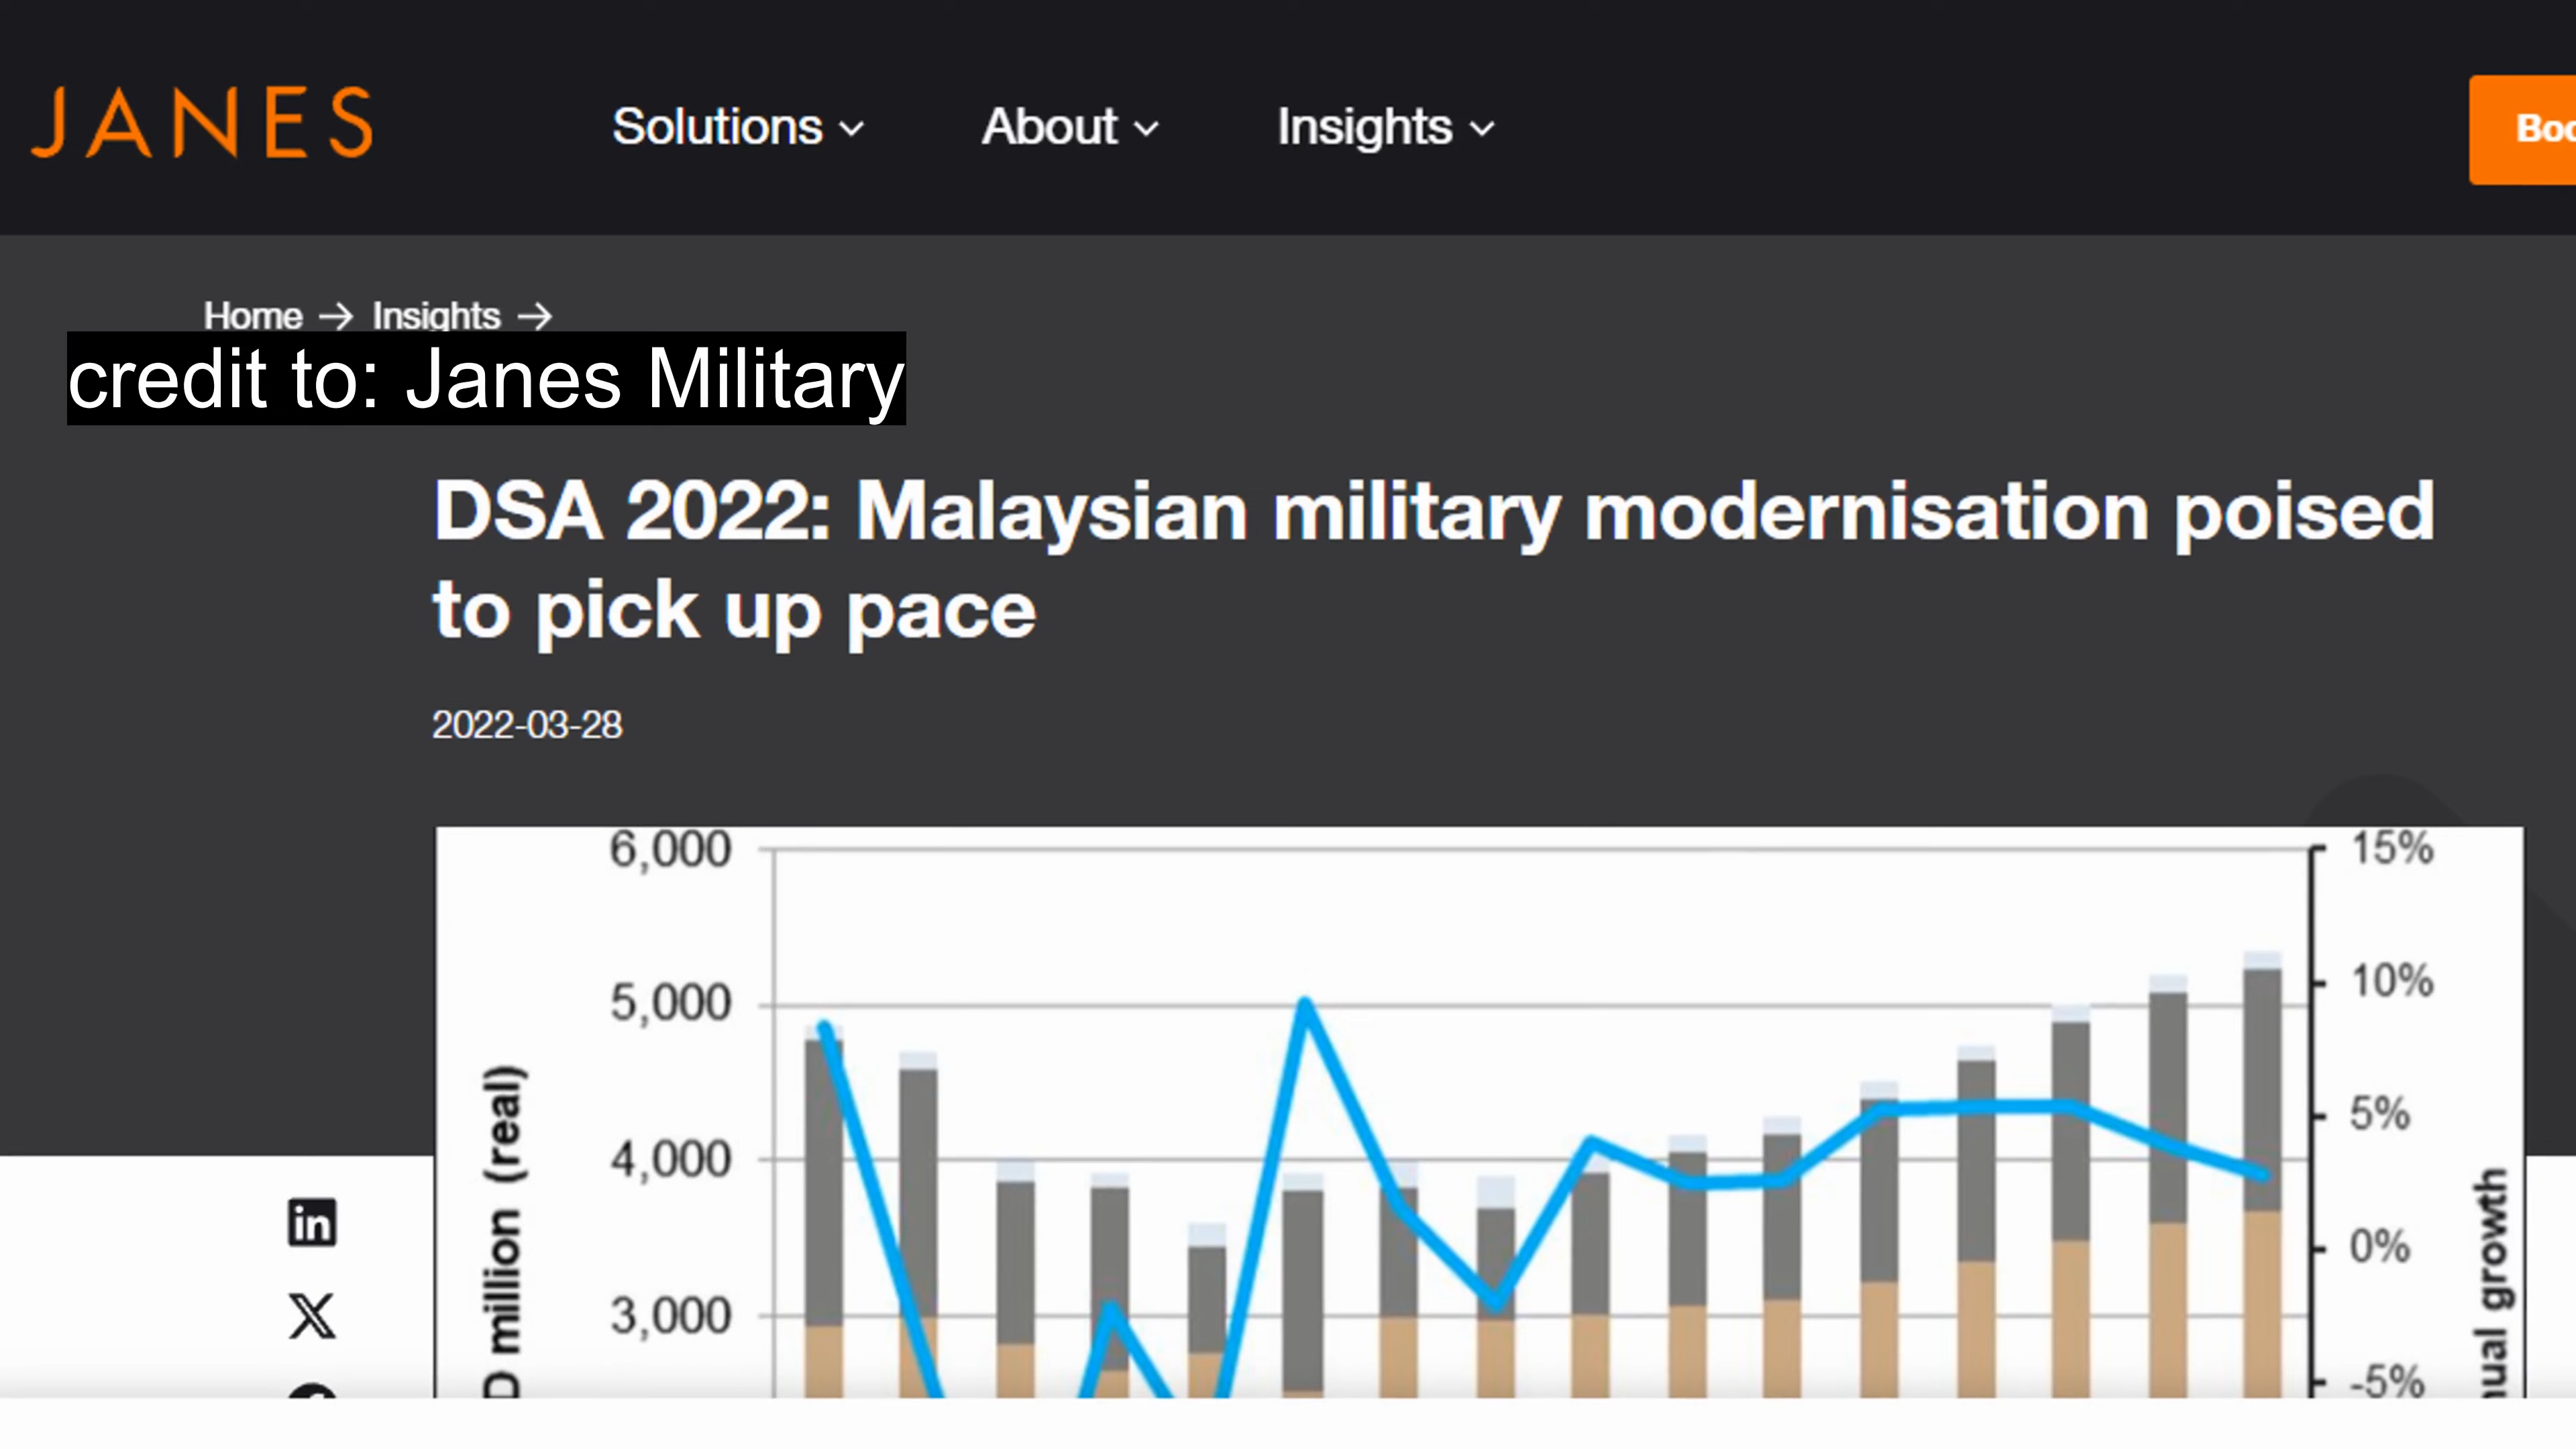 JANES
Solutions
About
Insights
Home → Insights →
credit to: Janes Military
DSA 2022: Malaysian military modernisation poised
to pick up pace
2022-03-28
6,000
5,000
4,000
3,000
million (real)
15%
10%
5%
0%
-5%
growth
in
X